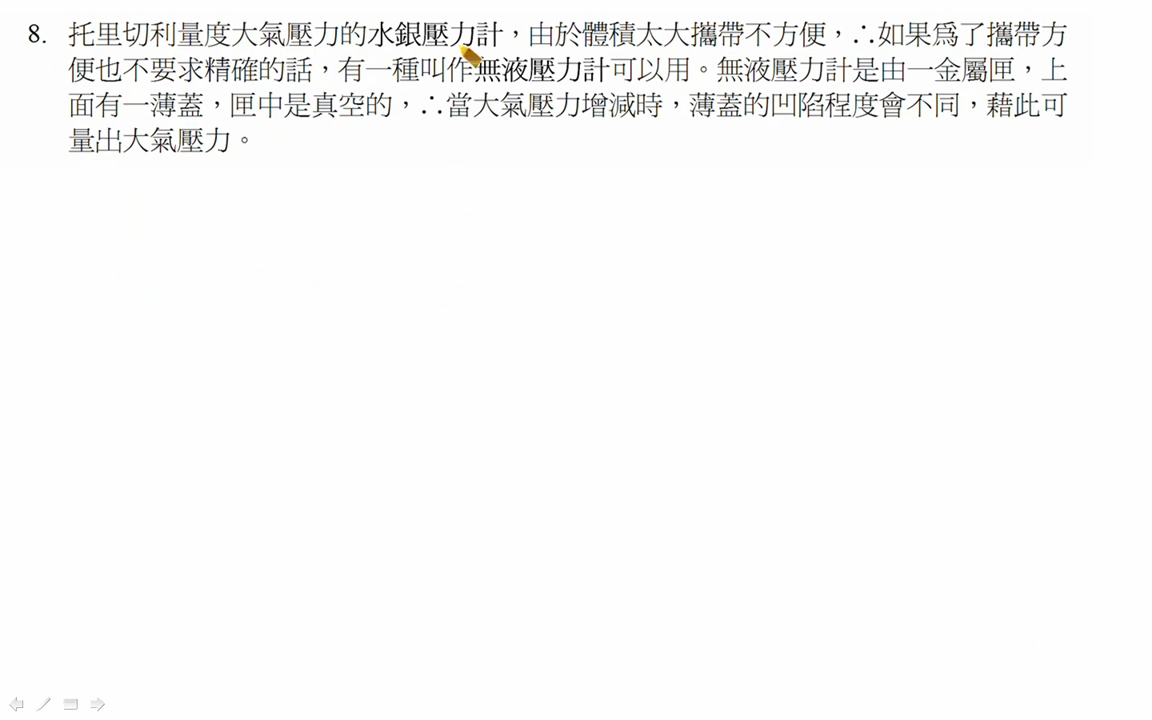 8. 托里切利量度大氣壓力的水銀壓力計，由於體積太大攜帶不方便，∴如果爲了攜帶方
便也不要求精確的話，有一種叫作無液壓力計可以用。無液壓力計是由一金屬匣，上
面有一薄蓋，匣中是真空的，∴當大氣壓力增減時，薄蓋的凹陷程度會不同，藉此可
量出大氣壓力。